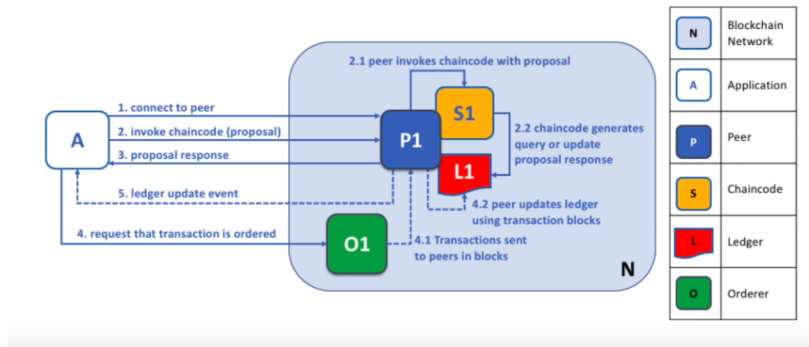 2.1 peer invokes chaincode with proposal
1. connect to peer
2. invoke chaincode (proposal)
3. proposal response
A
P1
S1
2.2 chaincode generates
query or update
proposal response
L1
5. ledger update event
4.2 peer updates ledger
using transaction blocks
4. request that transaction is ordered
O1
4.1 Transactions sent
to peers in blocks
N
N
Blockchain
Network
A
Application
P
Peer
S
Chaincode
L
Ledger
O
Orderer